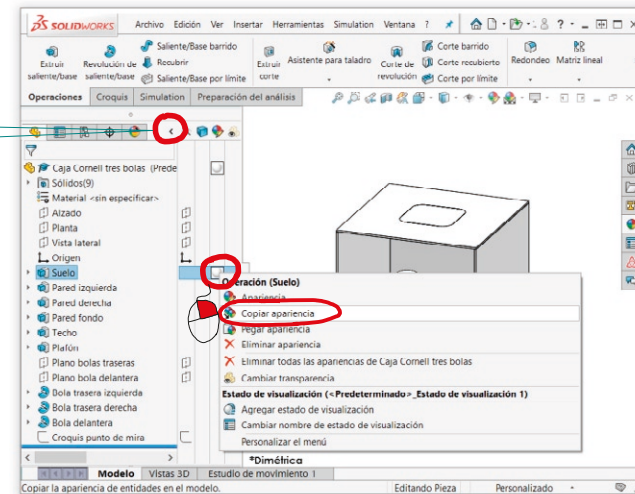 SOLIDWORKS Archivo Edición Ver Insertar Herramientas Simulation Ventana ?
Extruir saliente/base
Revolución de saliente/base
Saliente/Base barrido
Recubrir
Saliente/Base por límite
Extruir corte
Asistente para taladro
Corte de revolución
Corte barrido
Corte recubierto
Corte por límite
Redondeo
Matriz lineal
Operaciones Croquis Simulation Preparación del análisis
Caja Cornell tres bolas (Prede
Sólidos(9)
Material <sin especificar>
Alzado
Planta
Vista lateral
Origen
Suelo
Pared izquierda
Pared derecha
Pared fondo
Techo
Plafón
Plano bolas traseras
Plano bola delantera
Bola trasera izquierda
Bola trasera derecha
Bola delantera
Croquis punto de mira
Operación (Suelo)
Apariencia
Copiar apariencia
Pegar apariencia
Eliminar apariencia
Eliminar todas las apariencias de Caja Cornell tres bolas
Cambiar transparencia
Estado de visualización (<Predeterminado>_Estado de visualización 1)
Agregar estado de visualización
Cambiar nombre de estado de visualización
Personalizar el menú
*Dimétrica
Modelo Vistas 3D Estudio de movimiento 1
Copiar la apariencia de entidades en el modelo. Editando Pieza Personalizado